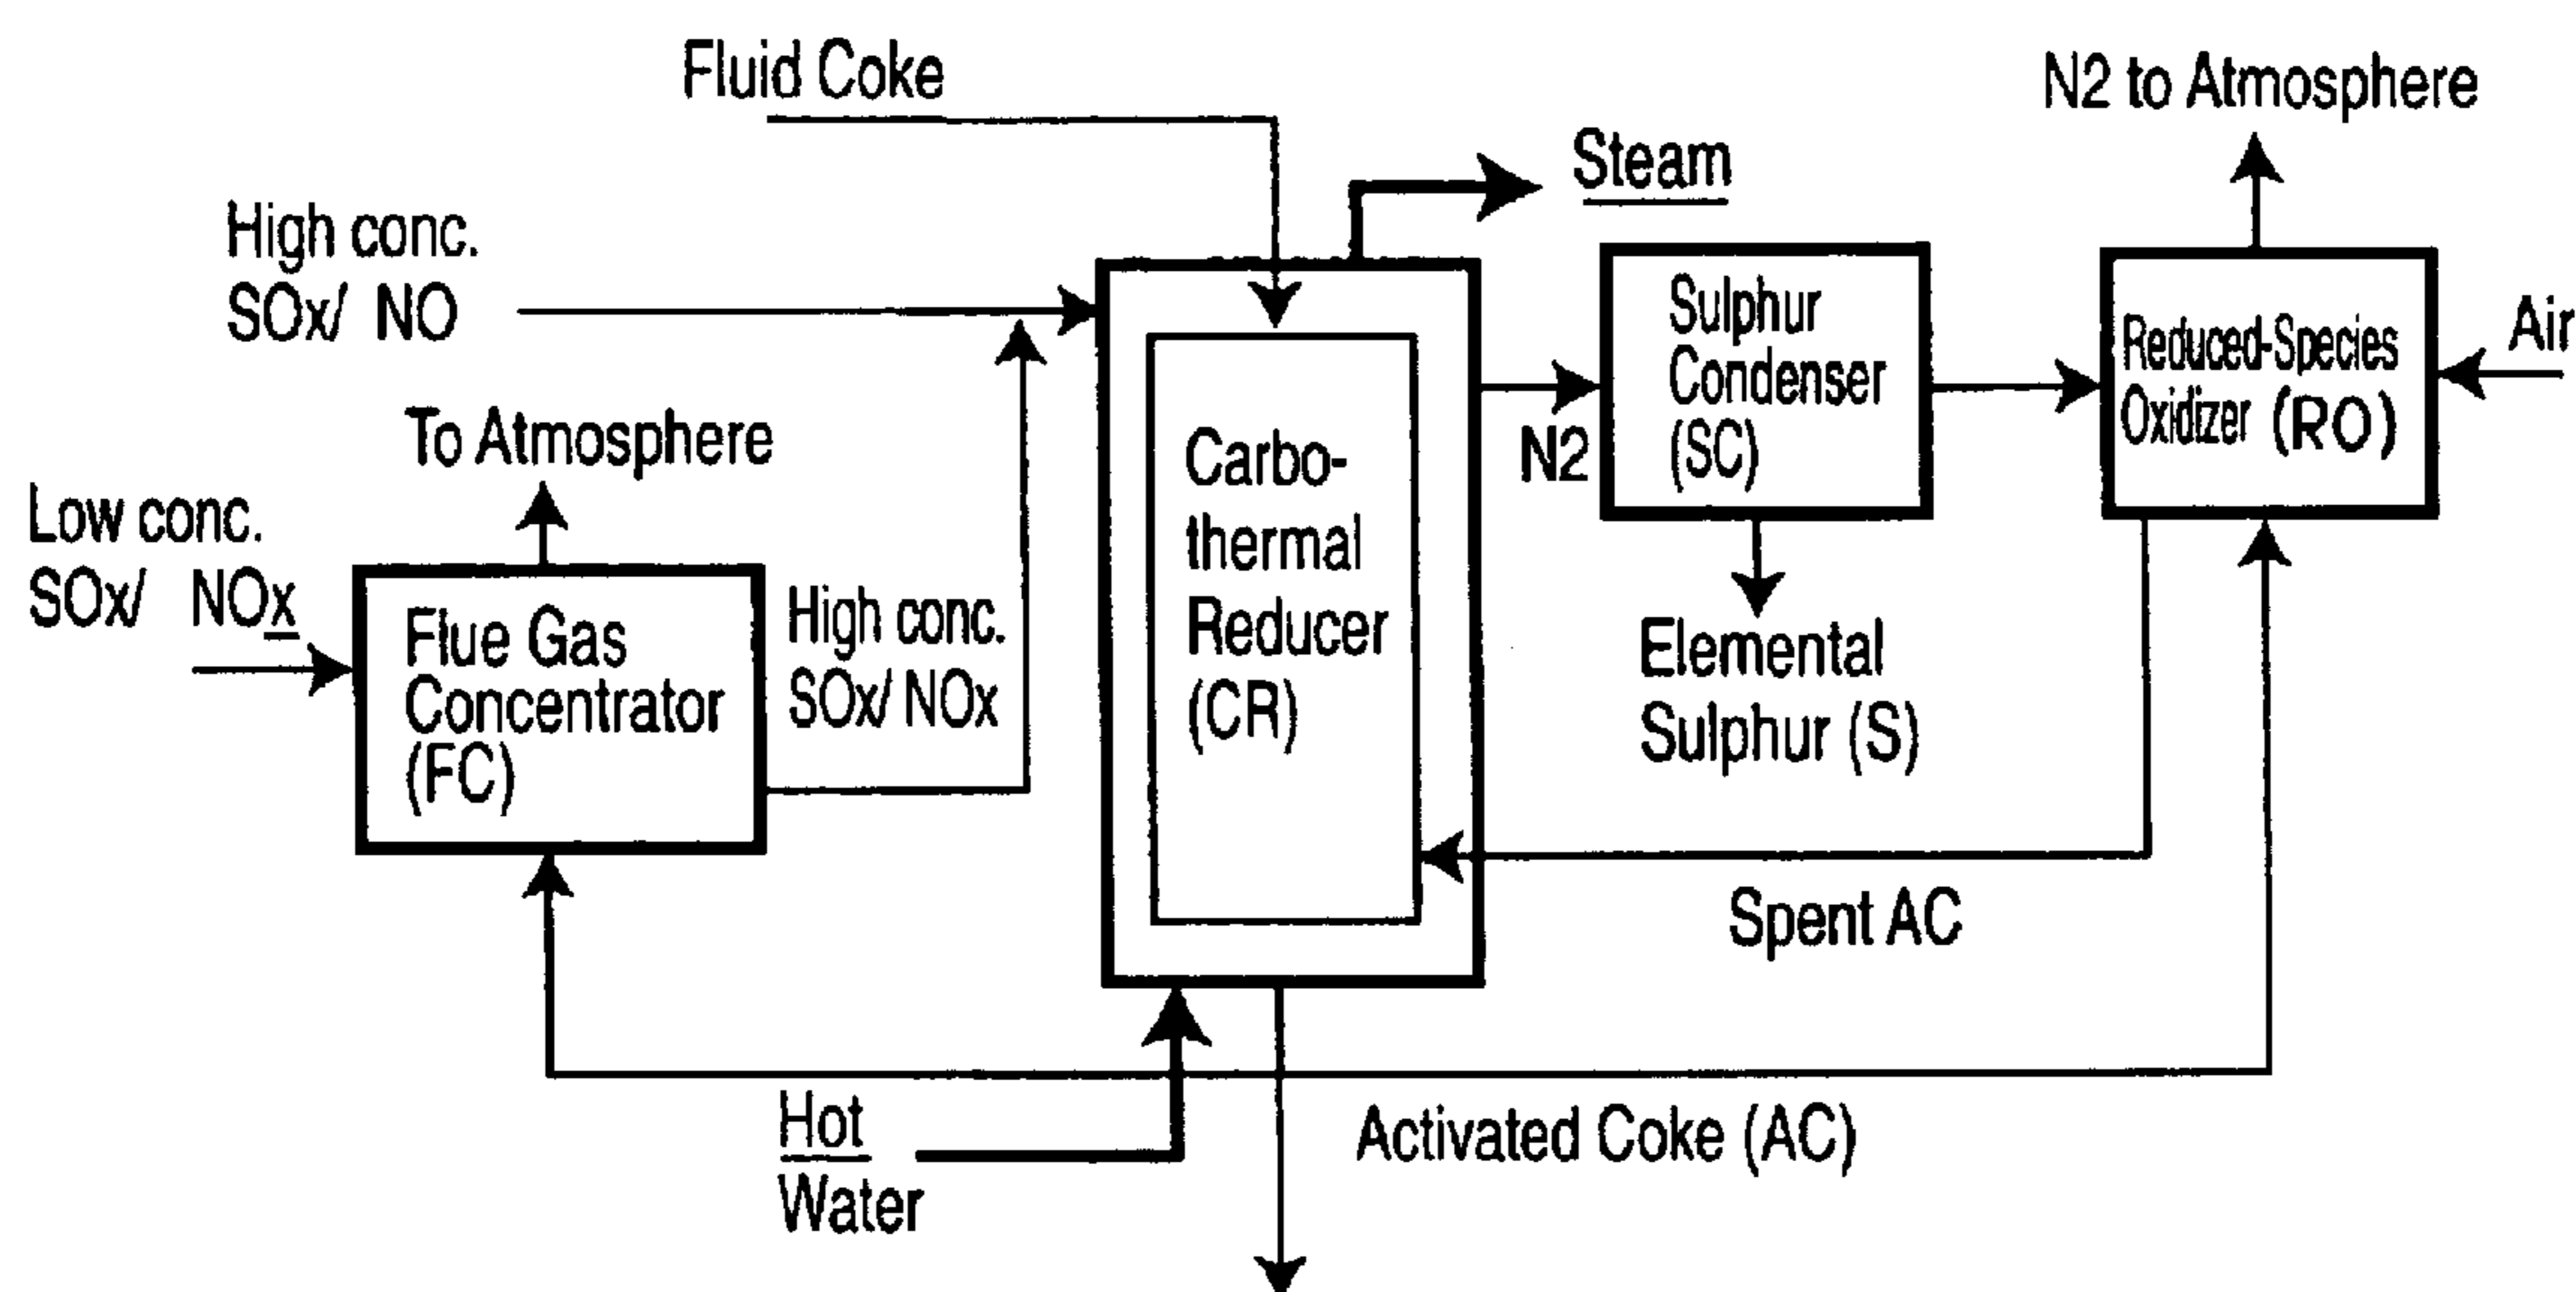 Fluid Coke
N2 to Atmosphere
Steam
High conc.
SOx/ NO
Sulphur
Condenser
(SC)
Reduced-Species
Oxidizer (RO)
Air
To Atmosphere
N2
Low conc.
SOx/ NOx
Carbo-
thermal
Reducer
(CR)
Flue Gas
Concentrator
(FC)
High conc.
SOx/ NOx
Elemental
Sulphur (S)
Spent AC
Hot
Water
Activated Coke (AC)